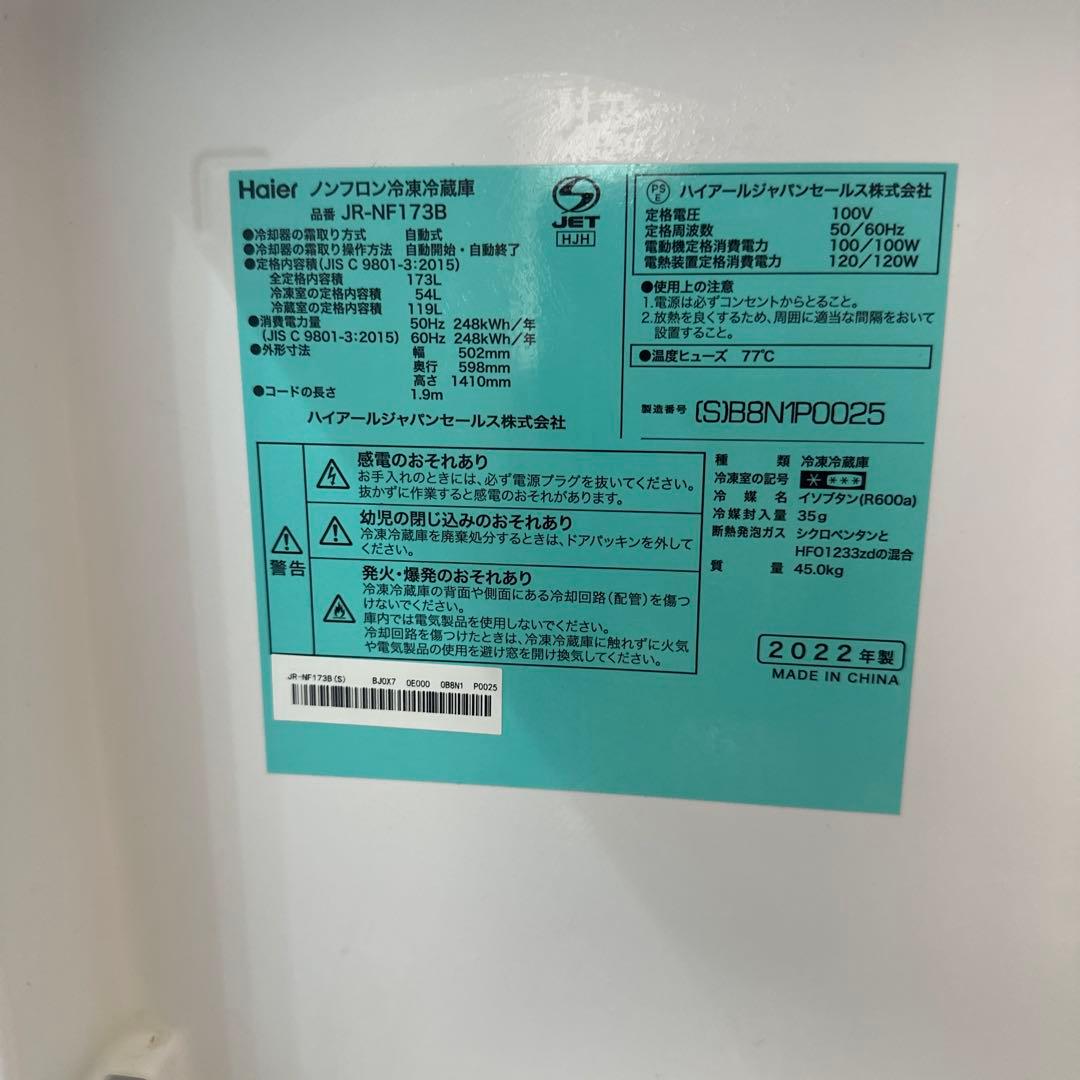 Haier ノンフロン冷凍冷蔵庫
品番 JR-NF173B
●冷却器の霜取り方式 自動式
●冷却器の霜取り操作方法 自動開始・自動終了
●定格内容積(JIS C 9801-3:2015)
全定格内容積 173L
冷凍室の定格内容積 54L
冷蔵室の定格内容積 119L
●消費電力量 50Hz 248kWh/年
(JIS C 9801-3:2015) 60Hz 248kWh/年
●外形寸法 幅 502mm
奥行 598mm
高さ 1410mm
●コードの長さ 1.9m
ハイアールジャパンセールス株式会社
S
JET
HJH
PS
E
ハイアールジャパンセールス株式会社
定格電圧 100V
定格周波数 50/60Hz
電動機定格消費電力 100/100W
電熱装置定格消費電力 120/120W
●使用上の注意
1.電源は必ずコンセントからとること。
2.放熱を良くするため、周囲に適当な間隔をおいて
設置すること。
●温度ヒューズ 77℃
製造番号 (S)B8N1P0025
警告
感電のおそれあり
お手入れのときには、必ず電源プラグを抜いてください。
抜かずに作業すると感電のおそれがあります。
幼児の閉じ込みのおそれあり
冷凍冷蔵庫を廃棄処分するときは、ドアパッキンを外して
ください。
発火・爆発のおそれあり
冷凍冷蔵庫の背面や側面にある冷却回路(配管)を傷つ
けないでください。
庫内では電気製品を使用しないでください。
冷却回路を傷つけたときは、冷凍冷蔵庫に触れずに火気
や電気製品の使用を避け窓を開け換気してください。
種類 冷凍冷蔵庫
冷凍室の記号 * ***
冷媒名 イソブタン(R600a)
冷媒封入量 35g
断熱発泡ガス シクロペンタンと
HFO1233zdの混合
質量 45.0kg
2022年製
MADE IN CHINA
JR-NF173B(S) BJ0X7 0E000 0B8N1 P0025